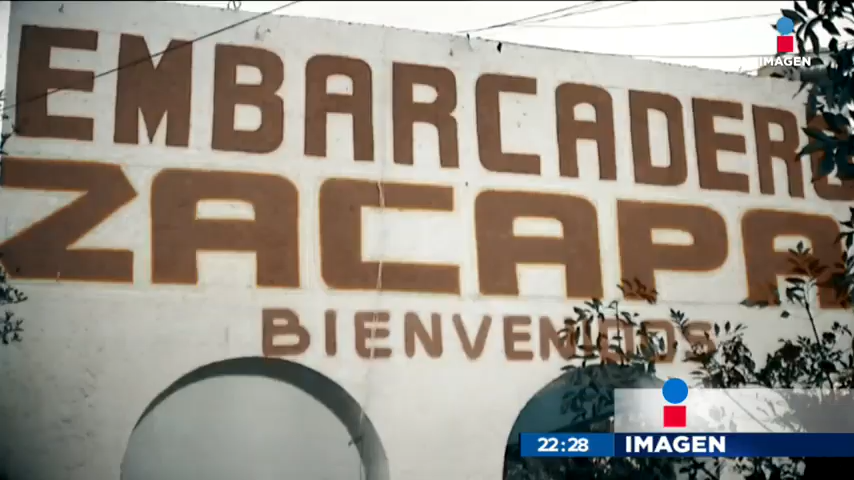 IMAGEN
EMBARCADERO
ZACAPA
BIENVENIDOS
22:28 IMAGEN